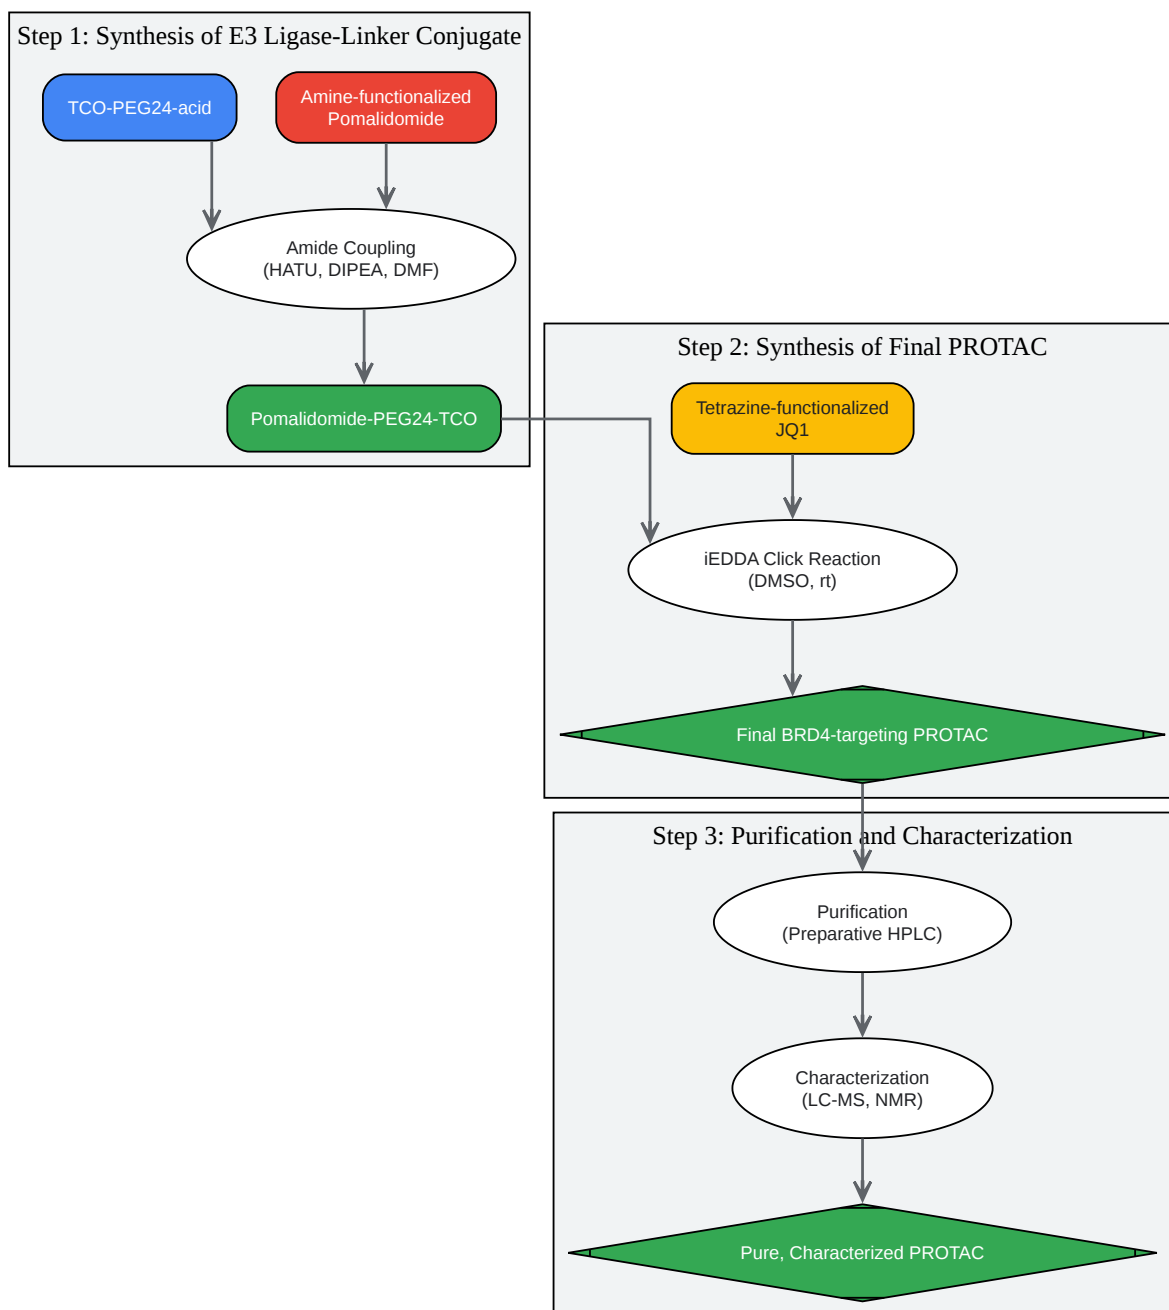 Step 1: Synthesis of E3 Ligase-Linker Conjugate
TCO-PEG24-acid
Amine-functionalized
Pomalidomide
Amide Coupling
(HATU, DIPEA, DMF)
Pomalidomide-PEG24-TCO
Step 2: Synthesis of Final PROTAC
Tetrazine-functionalized
JQ1
iEDDA Click Reaction
(DMSO, rt)
Final BRD4-targeting PROTAC
Step 3: Purification and Characterization
Purification
(Preparative HPLC)
Characterization
(LC-MS, NMR)
Pure, Characterized PROTAC